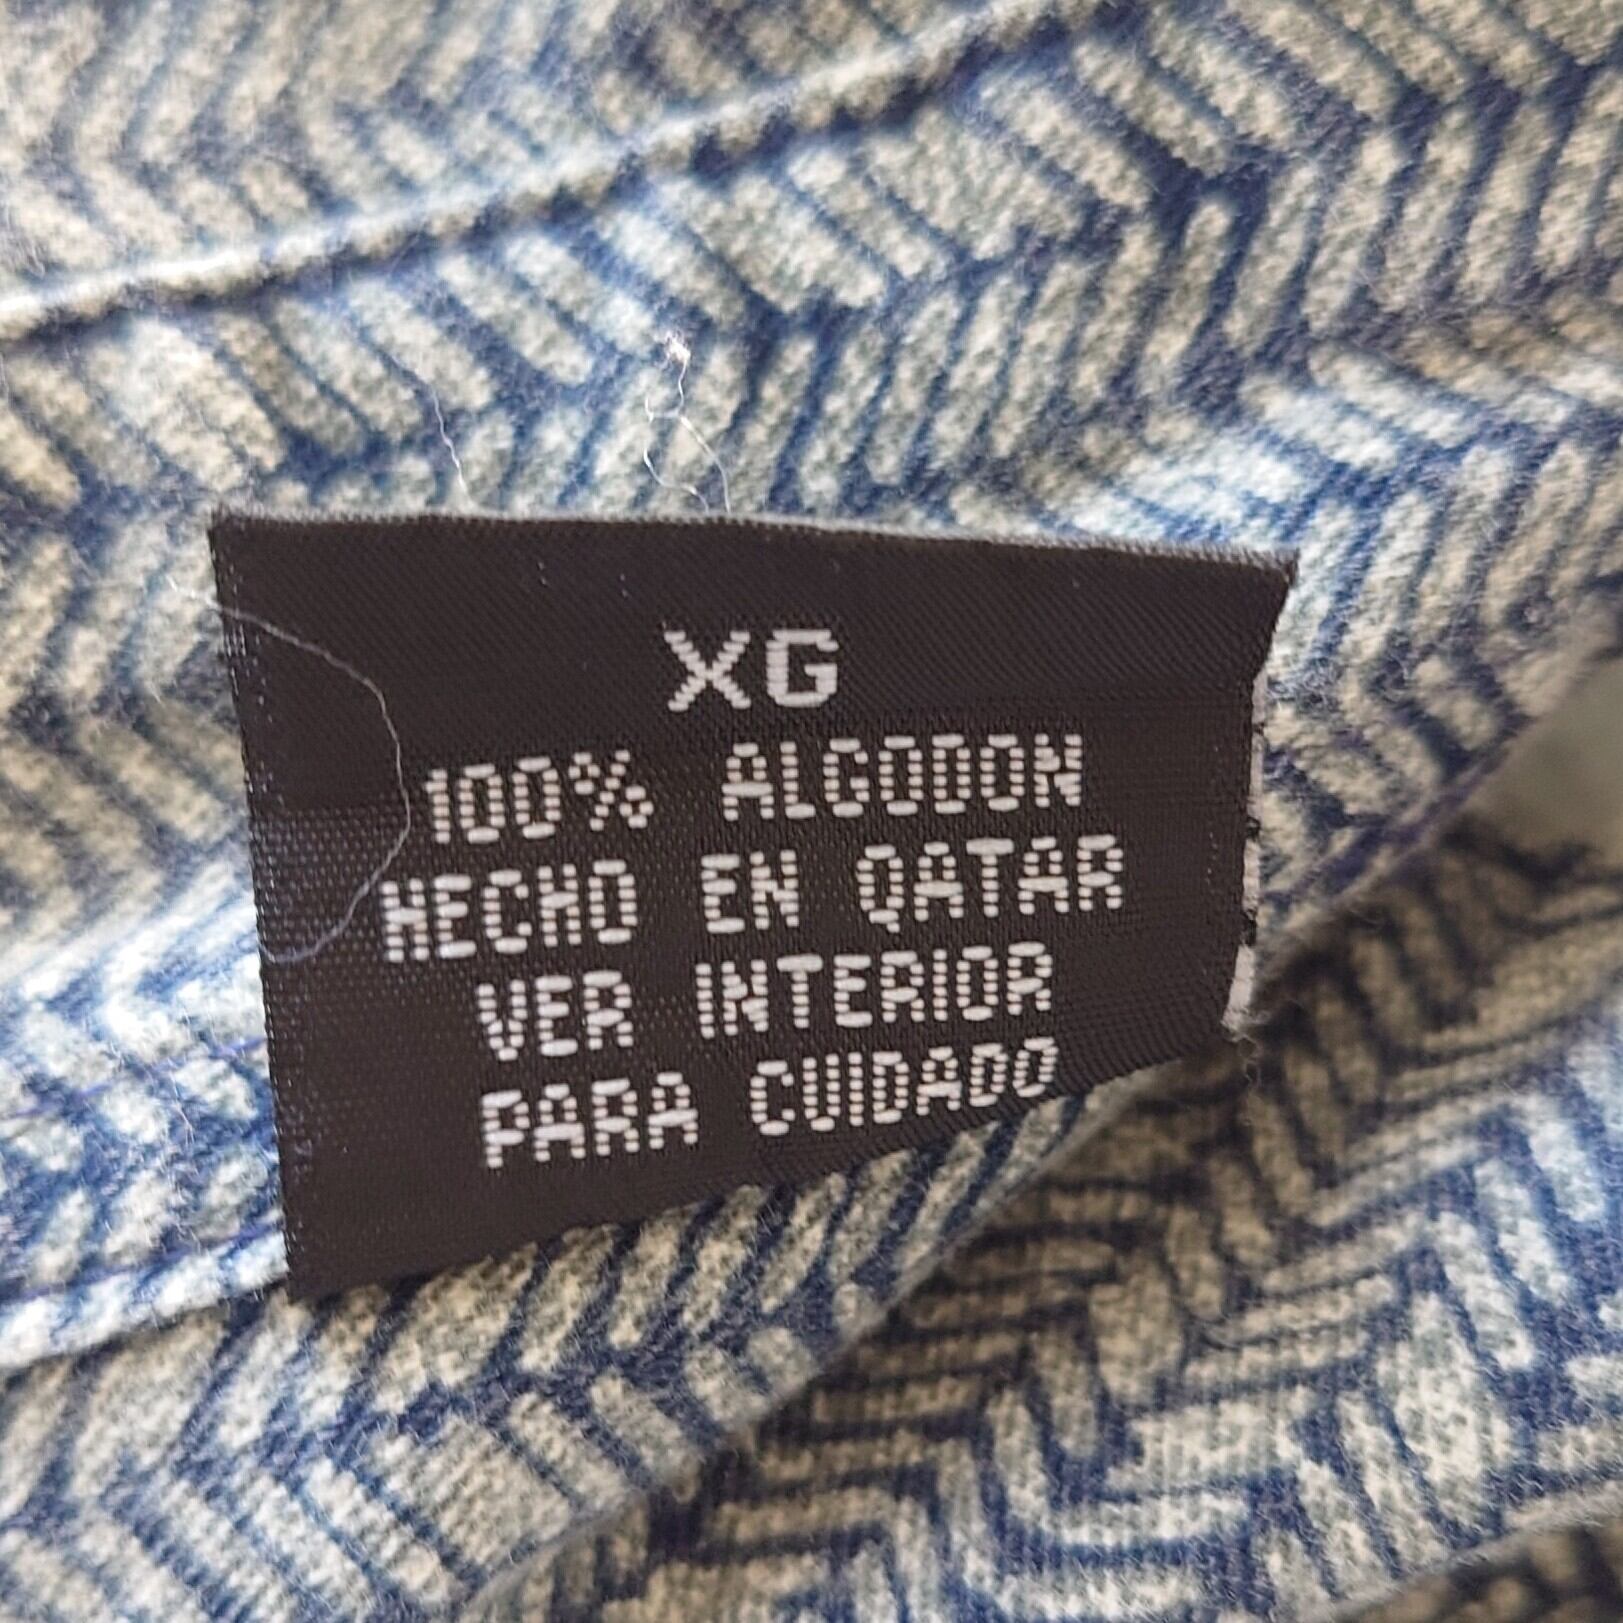 XG
100% ALGODON
HECHO EN QATAR
VER INTERIOR
PARA CUIDADO